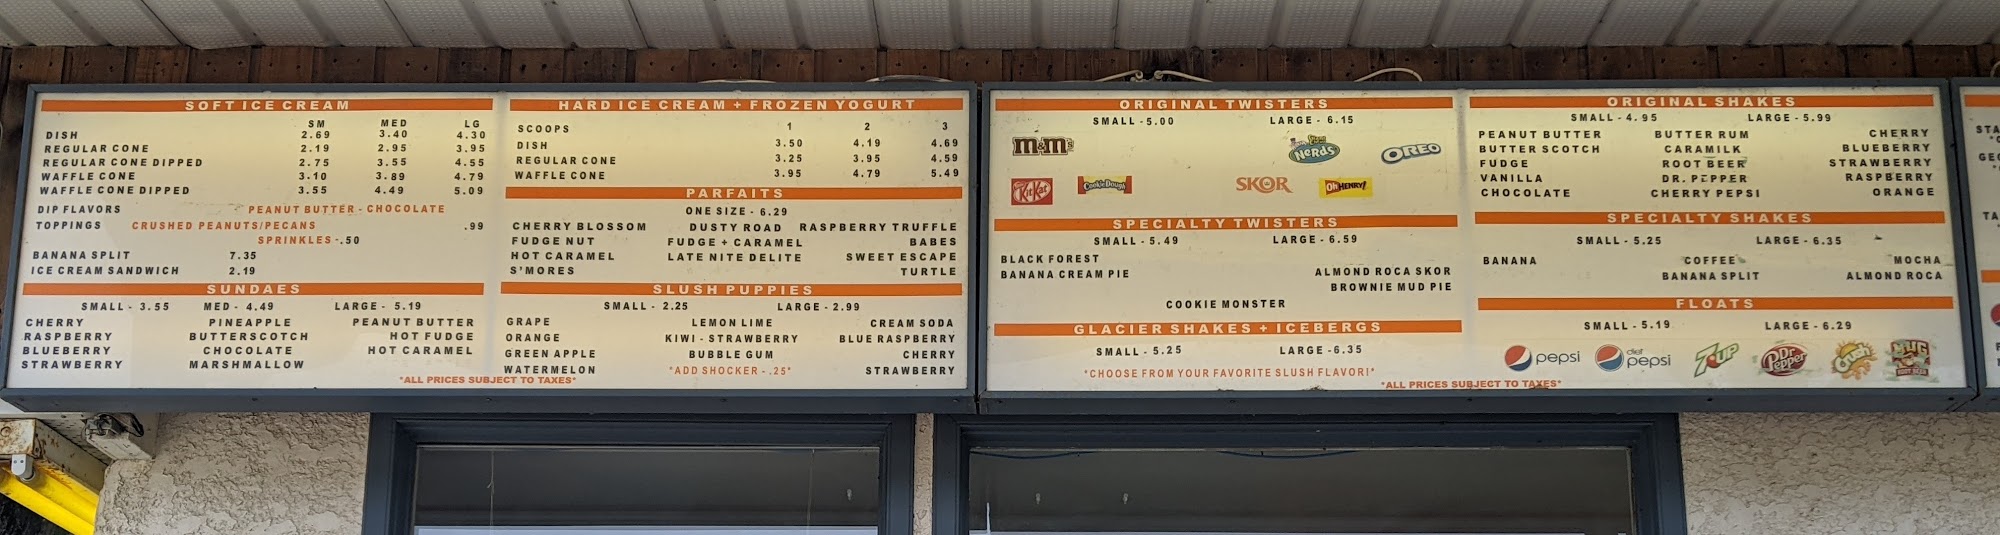 SOFT ICE CREAM
SM MED LG
DISH 2.69 3.40 4.30
REGULAR CONE 2.19 2.95 3.95
REGULAR CONE DIPPED 2.75 3.55 4.55
WAFFLE CONE 3.10 3.89 4.79
WAFFLE CONE DIPPED 3.55 4.49 5.09
DIP FLAVORS PEANUT BUTTER - CHOCOLATE
TOPPINGS CRUSHED PEANUTS/PECANS .99
SPRINKLES - .50
BANANA SPLIT 7.35
ICE CREAM SANDWICH 2.19
SUNDAES
SMALL - 3.55 MED - 4.49 LARGE - 5.19
CHERRY PINEAPPLE PEANUT BUTTER
RASPBERRY BUTTERSCOTCH HOT FUDGE
BLUEBERRY CHOCOLATE HOT CARAMEL
STRAWBERRY MARSHMALLOW
*ALL PRICES SUBJECT TO TAXES*
HARD ICE CREAM + FROZEN YOGURT
SCOOPS 1 2 3
DISH 3.50 4.19 4.69
REGULAR CONE 3.25 3.95 4.59
WAFFLE CONE 3.95 4.79 5.49
PARFAITS
ONE SIZE - 6.29
CHERRY BLOSSOM DUSTY ROAD RASPBERRY TRUFFLE
FUDGE NUT FUDGE + CARAMEL BABES
HOT CARAMEL LATE NITE DELITE SWEET ESCAPE
S'MORES TURTLE
SLUSH PUPPIES
SMALL - 2.25 LARGE - 2.99
GRAPE LEMON LIME CREAM SODA
ORANGE KIWI - STRAWBERRY BLUE RASPBERRY
GREEN APPLE BUBBLE GUM CHERRY
WATERMELON *ADD SHOCKER - .25* STRAWBERRY
ORIGINAL TWISTERS
SMALL - 5.00 LARGE - 6.15
m&m's Nerds OREO
KitKat Cookie Dough SKOR OH HENRY!
SPECIALTY TWISTERS
SMALL - 5.49 LARGE - 6.59
BLACK FOREST
BANANA CREAM PIE ALMOND ROCA SKOR
BROWNIE MUD PIE
COOKIE MONSTER
GLACIER SHAKES + ICEBERGS
SMALL - 5.25 LARGE -6.35
*CHOOSE FROM YOUR FAVORITE SLUSH FLAVOR!*
*ALL PRICES SUBJECT TO TAXES*
ORIGINAL SHAKES
SMALL - 4.95 LARGE - 5.99
PEANUT BUTTER BUTTER RUM CHERRY
BUTTER SCOTCH CARAMILK BLUEBERRY
FUDGE ROOT BEER STRAWBERRY
VANILLA DR. PEPPER RASPBERRY
CHOCOLATE CHERRY PEPSI ORANGE
SPECIALTY SHAKES
SMALL - 5.25 LARGE - 6.35
BANANA COFFEE MOCHA
BANANA SPLIT ALMOND ROCA
FLOATS
SMALL - 5.19 LARGE - 6.29
pepsi diet pepsi 7UP Dr Pepper Crush MUG ROOT BEER